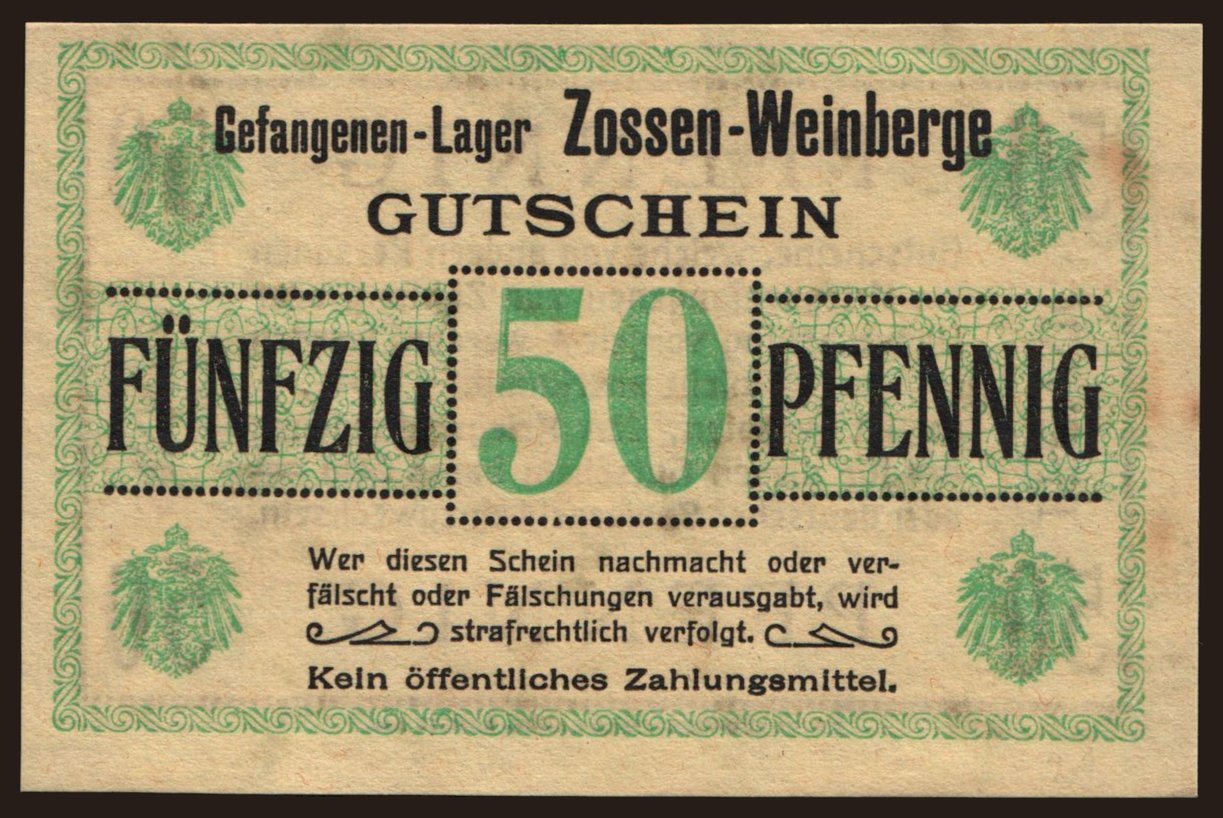 Gefangenen-Lager Zossen-Weinberge
GUTSCHEIN
FÜNFZIG 50 PFENNIG
Wer diesen Schein nachmacht oder ver-
fälscht oder Fälschungen verausgabt, wird
strafrechtlich verfolgt.
Kein öffentliches Zahlungsmittel.